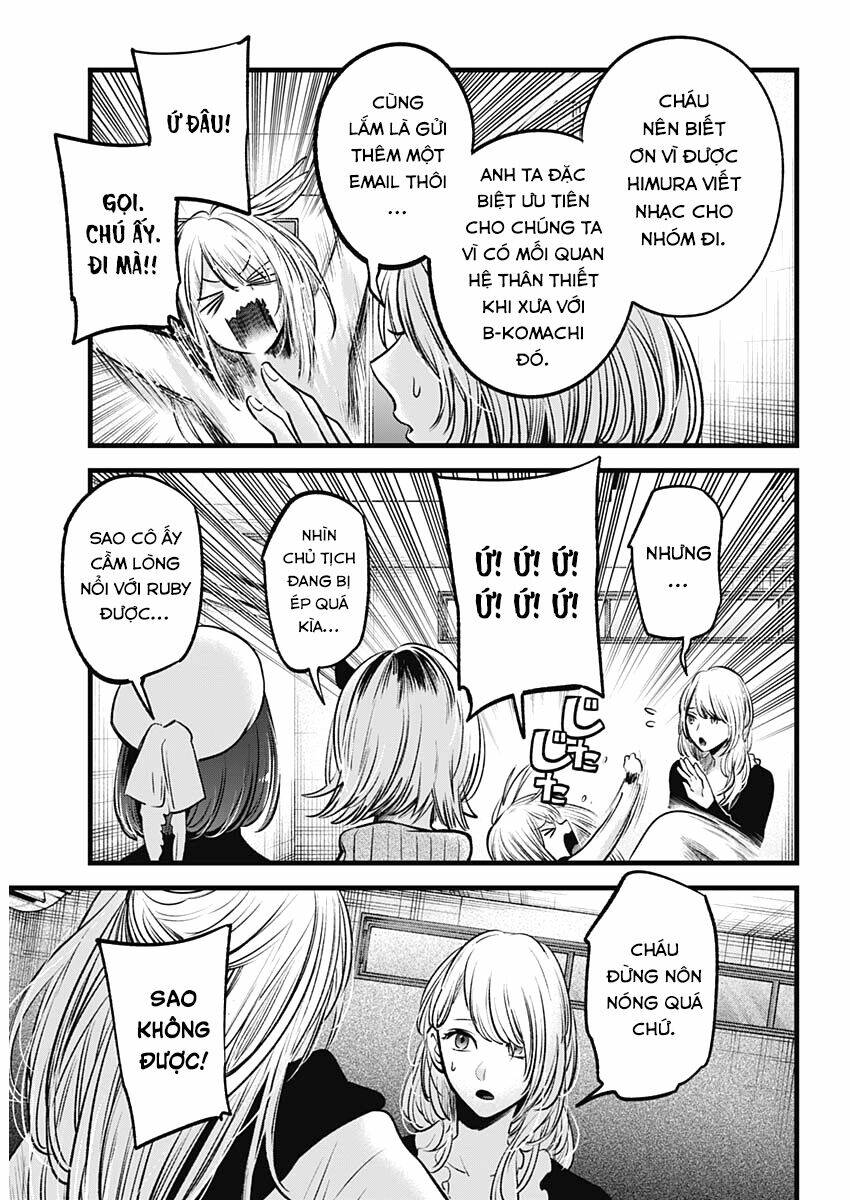 CHÁU
NÊN BIẾT
ƠN VÌ ĐƯỢC
HIMURA VIẾT
NHẠC CHO
NHÓM ĐI.
ANH TA ĐẶC
BIỆT ƯU TIÊN
CHO CHÚNG TA
VÌ CÓ MỐI QUAN
HỆ THÂN THIẾT
KHI XƯA VỚI
B-KOMACHI
ĐÓ.
CÙNG
LẮM LÀ GỬI
THÊM MỘT
EMAIL THÔI
...
Ứ ĐÂU!
GỌI.
CHÚ ẤY.
ĐI MÀ!!
NHƯNG
...
Ứ! Ứ! Ứ!
Ứ! Ứ! Ứ!
じた
じた
NHÌN
CHỦ TỊCH
ĐANG BỊ
ÉP QUÁ
KÌA...
SAO CÔ ẤY
CẦM LÒNG
NỔI VỚI RUBY
ĐƯỢC...
CHÁU
ĐỪNG NÔN
NÓNG QUÁ
CHỨ.
SAO
KHÔNG
ĐƯỢC!